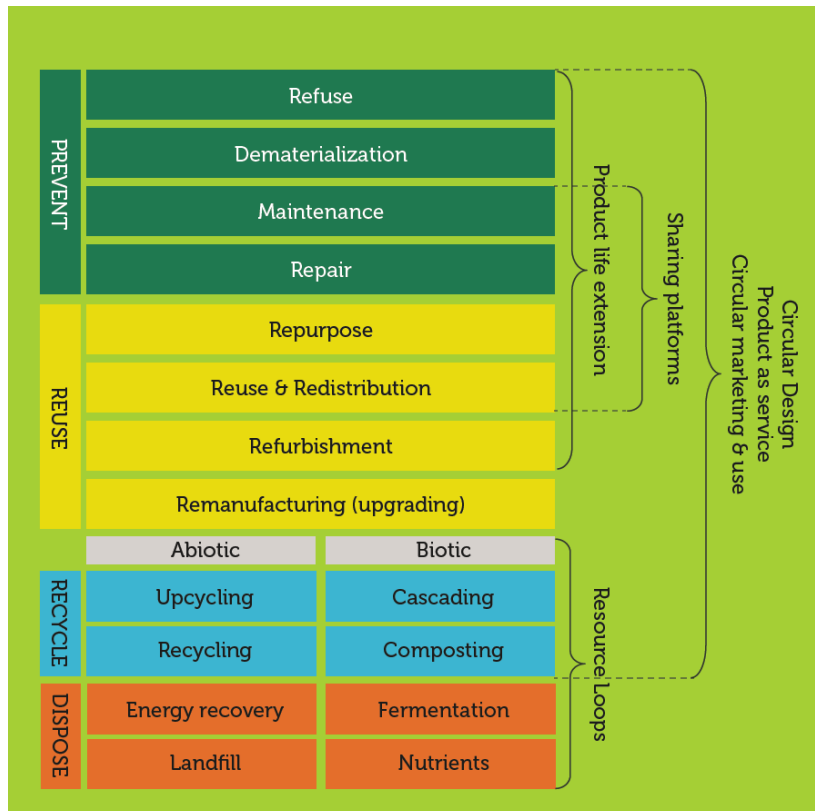 PREVENT
Refuse
Dematerialization
Maintenance
Repair
REUSE
Repurpose
Reuse & Redistribution
Refurbishment
Remanufacturing (upgrading)
Abiotic
Biotic
RECYCLE
Upcycling
Cascading
Recycling
Composting
DISPOSE
Energy recovery
Fermentation
Landfill
Nutrients
Product life extension
Sharing platforms
Circular Design
Product as service
Circular marketing & use
Resource Loops